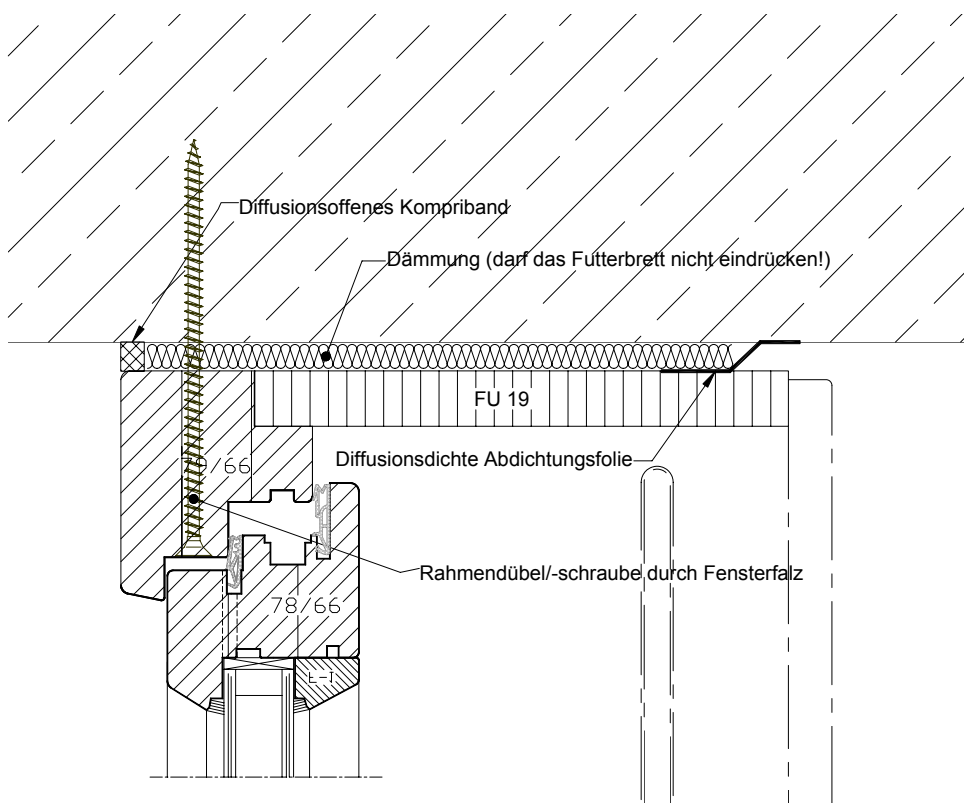 Diffusionsoffenes Kompriband
Dämmung (darf das Futterbrett nicht eindrücken!)
FU 19
Diffusionsdichte Abdichtungsfolie
79/66
Rahmendübel/-schraube durch Fensterfalz
78/66
E-I